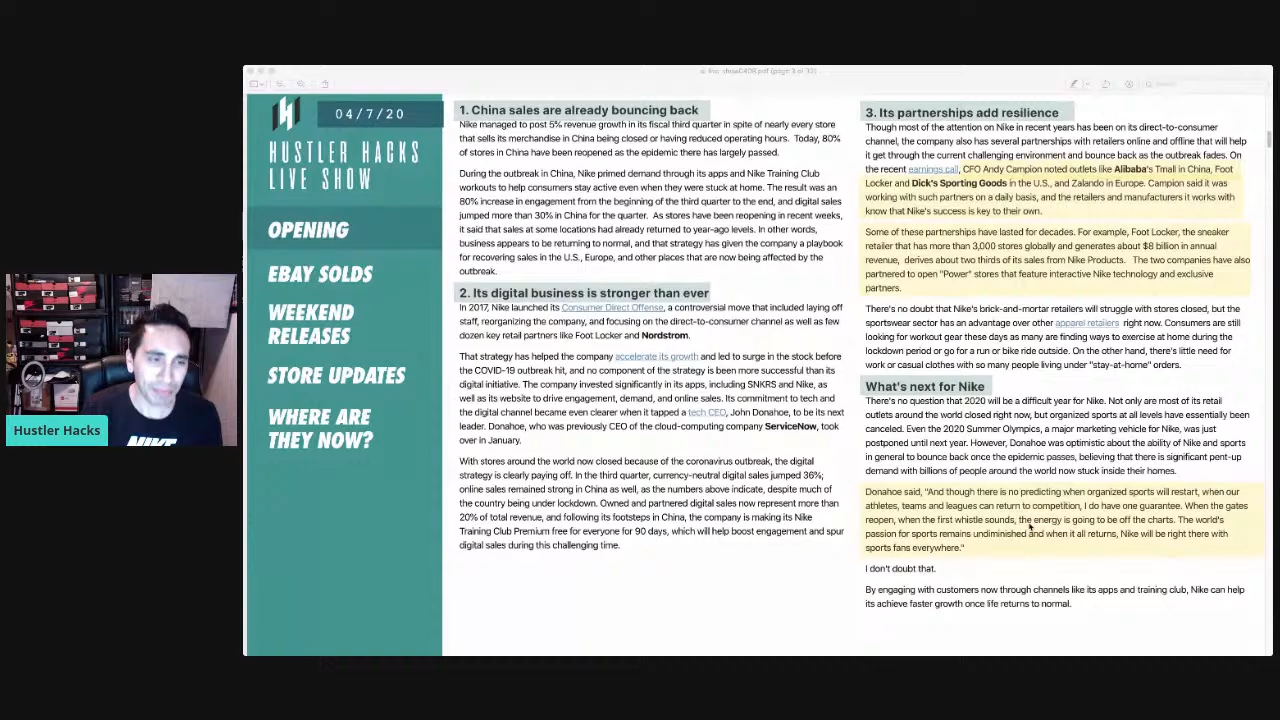 04/7/20
HUSTLER HACKS
LIVE SHOW
OPENING
EBAY SOLDS
WEEKEND
RELEASES
STORE UPDATES
WHERE ARE
THEY NOW?
Hustler Hacks
NIKE
1. China sales are already bouncing back
Nike managed to post 5% revenue growth in its fiscal third quarter in spite of nearly every store
that sells its merchandise in China being closed or having reduced operating hours. Today, 80%
of stores in China have been reopened as the epidemic there has largely passed.
During the outbreak in China, Nike primed demand through its apps and Nike Training Club
workouts to help consumers stay active even when they were stuck at home. The result was an
80% increase in engagement from the beginning of the third quarter to the end, and digital sales
jumped more than 30% in China for the quarter. As stores have been reopening in recent weeks,
it said that sales at some locations had already returned to year-ago levels. In other words,
business appears to be returning to normal, and that strategy has given the company a playbook
for recovering sales in the U.S., Europe, and other places that are now being affected by the
outbreak.
2. Its digital business is stronger than ever
In 2017, Nike launched its Consumer Direct Offense, a controversial move that included laying off
staff, reorganizing the company, and focusing on the direct-to-consumer channel as well as few
dozen key retail partners like Foot Locker and Nordstrom.
That strategy has helped the company accelerate its growth and led to surge in the stock before
the COVID-19 outbreak hit, and no component of the strategy is been more successful than its
digital initiative. The company invested significantly in its apps, including SNKRS and Nike, as
well as its website to drive engagement, demand, and online sales. Its commitment to tech and
the digital channel became even clearer when it tapped a tech CEO, John Donahoe, to be its next
leader. Donahoe, who was previously CEO of the cloud-computing company ServiceNow, took
over in January.
With stores around the world now closed because of the coronavirus outbreak, the digital
strategy is clearly paying off. In the third quarter, currency-neutral digital sales jumped 36%;
online sales remained strong in China as well, as the numbers above indicate, despite much of
the country being under lockdown. Owned and partnered digital sales now represent more than
20% of total revenue, and following its footsteps in China, the company is making its Nike
Training Club Premium free for everyone for 90 days, which will help boost engagement and spur
digital sales during this challenging time.
3. Its partnerships add resilience
Though most of the attention on Nike in recent years has been on its direct-to-consumer
channel, the company also has several partnerships with retailers online and offline that will help
it get through the current challenging environment and bounce back as the outbreak fades. On
the recent earnings call, CFO Andy Campion noted outlets like Alibaba's Tmall in China, Foot
Locker and Dick's Sporting Goods in the U.S., and Zalando in Europe. Campion said it was
working with such partners on a daily basis, and the retailers and manufacturers it works with
know that Nike's success is key to their own.
Some of these partnerships have lasted for decades. For example, Foot Locker, the sneaker
retailer that has more than 3,000 stores globally and generates about $8 billion in annual
revenue, derives about two thirds of its sales from Nike Products. The two companies have also
partnered to open "Power" stores that feature interactive Nike technology and exclusive
partners.
There's no doubt that Nike's brick-and-mortar retailers will struggle with stores closed, but the
sportswear sector has an advantage over other apparel retailers right now. Consumers are still
looking for workout gear these days as many are finding ways to exercise at home during the
lockdown period or go for a run or bike ride outside. On the other hand, there's little need for
work or casual clothes with so many people living under "stay-at-home" orders.
What's next for Nike
There's no question that 2020 will be a difficult year for Nike. Not only are most of its retail
outlets around the world closed right now, but organized sports at all levels have essentially been
canceled. Even the 2020 Summer Olympics, a major marketing vehicle for Nike, was just
postponed until next year. However, Donahoe was optimistic about the ability of Nike and sports
in general to bounce back once the epidemic passes, believing that there is significant pent-up
demand with billions of people around the world now stuck inside their homes.
Donahoe said, "And though there is no predicting when organized sports will restart, when our
athletes, teams and leagues can return to competition, I do have one guarantee. When the gates
reopen, when the first whistle sounds, the energy is going to be off the charts. The world's
passion for sports remains undiminished and when it all returns, Nike will be right there with
sports fans everywhere."
I don't doubt that.
By engaging with customers now through channels like its apps and training club, Nike can help
its achieve faster growth once life returns to normal.